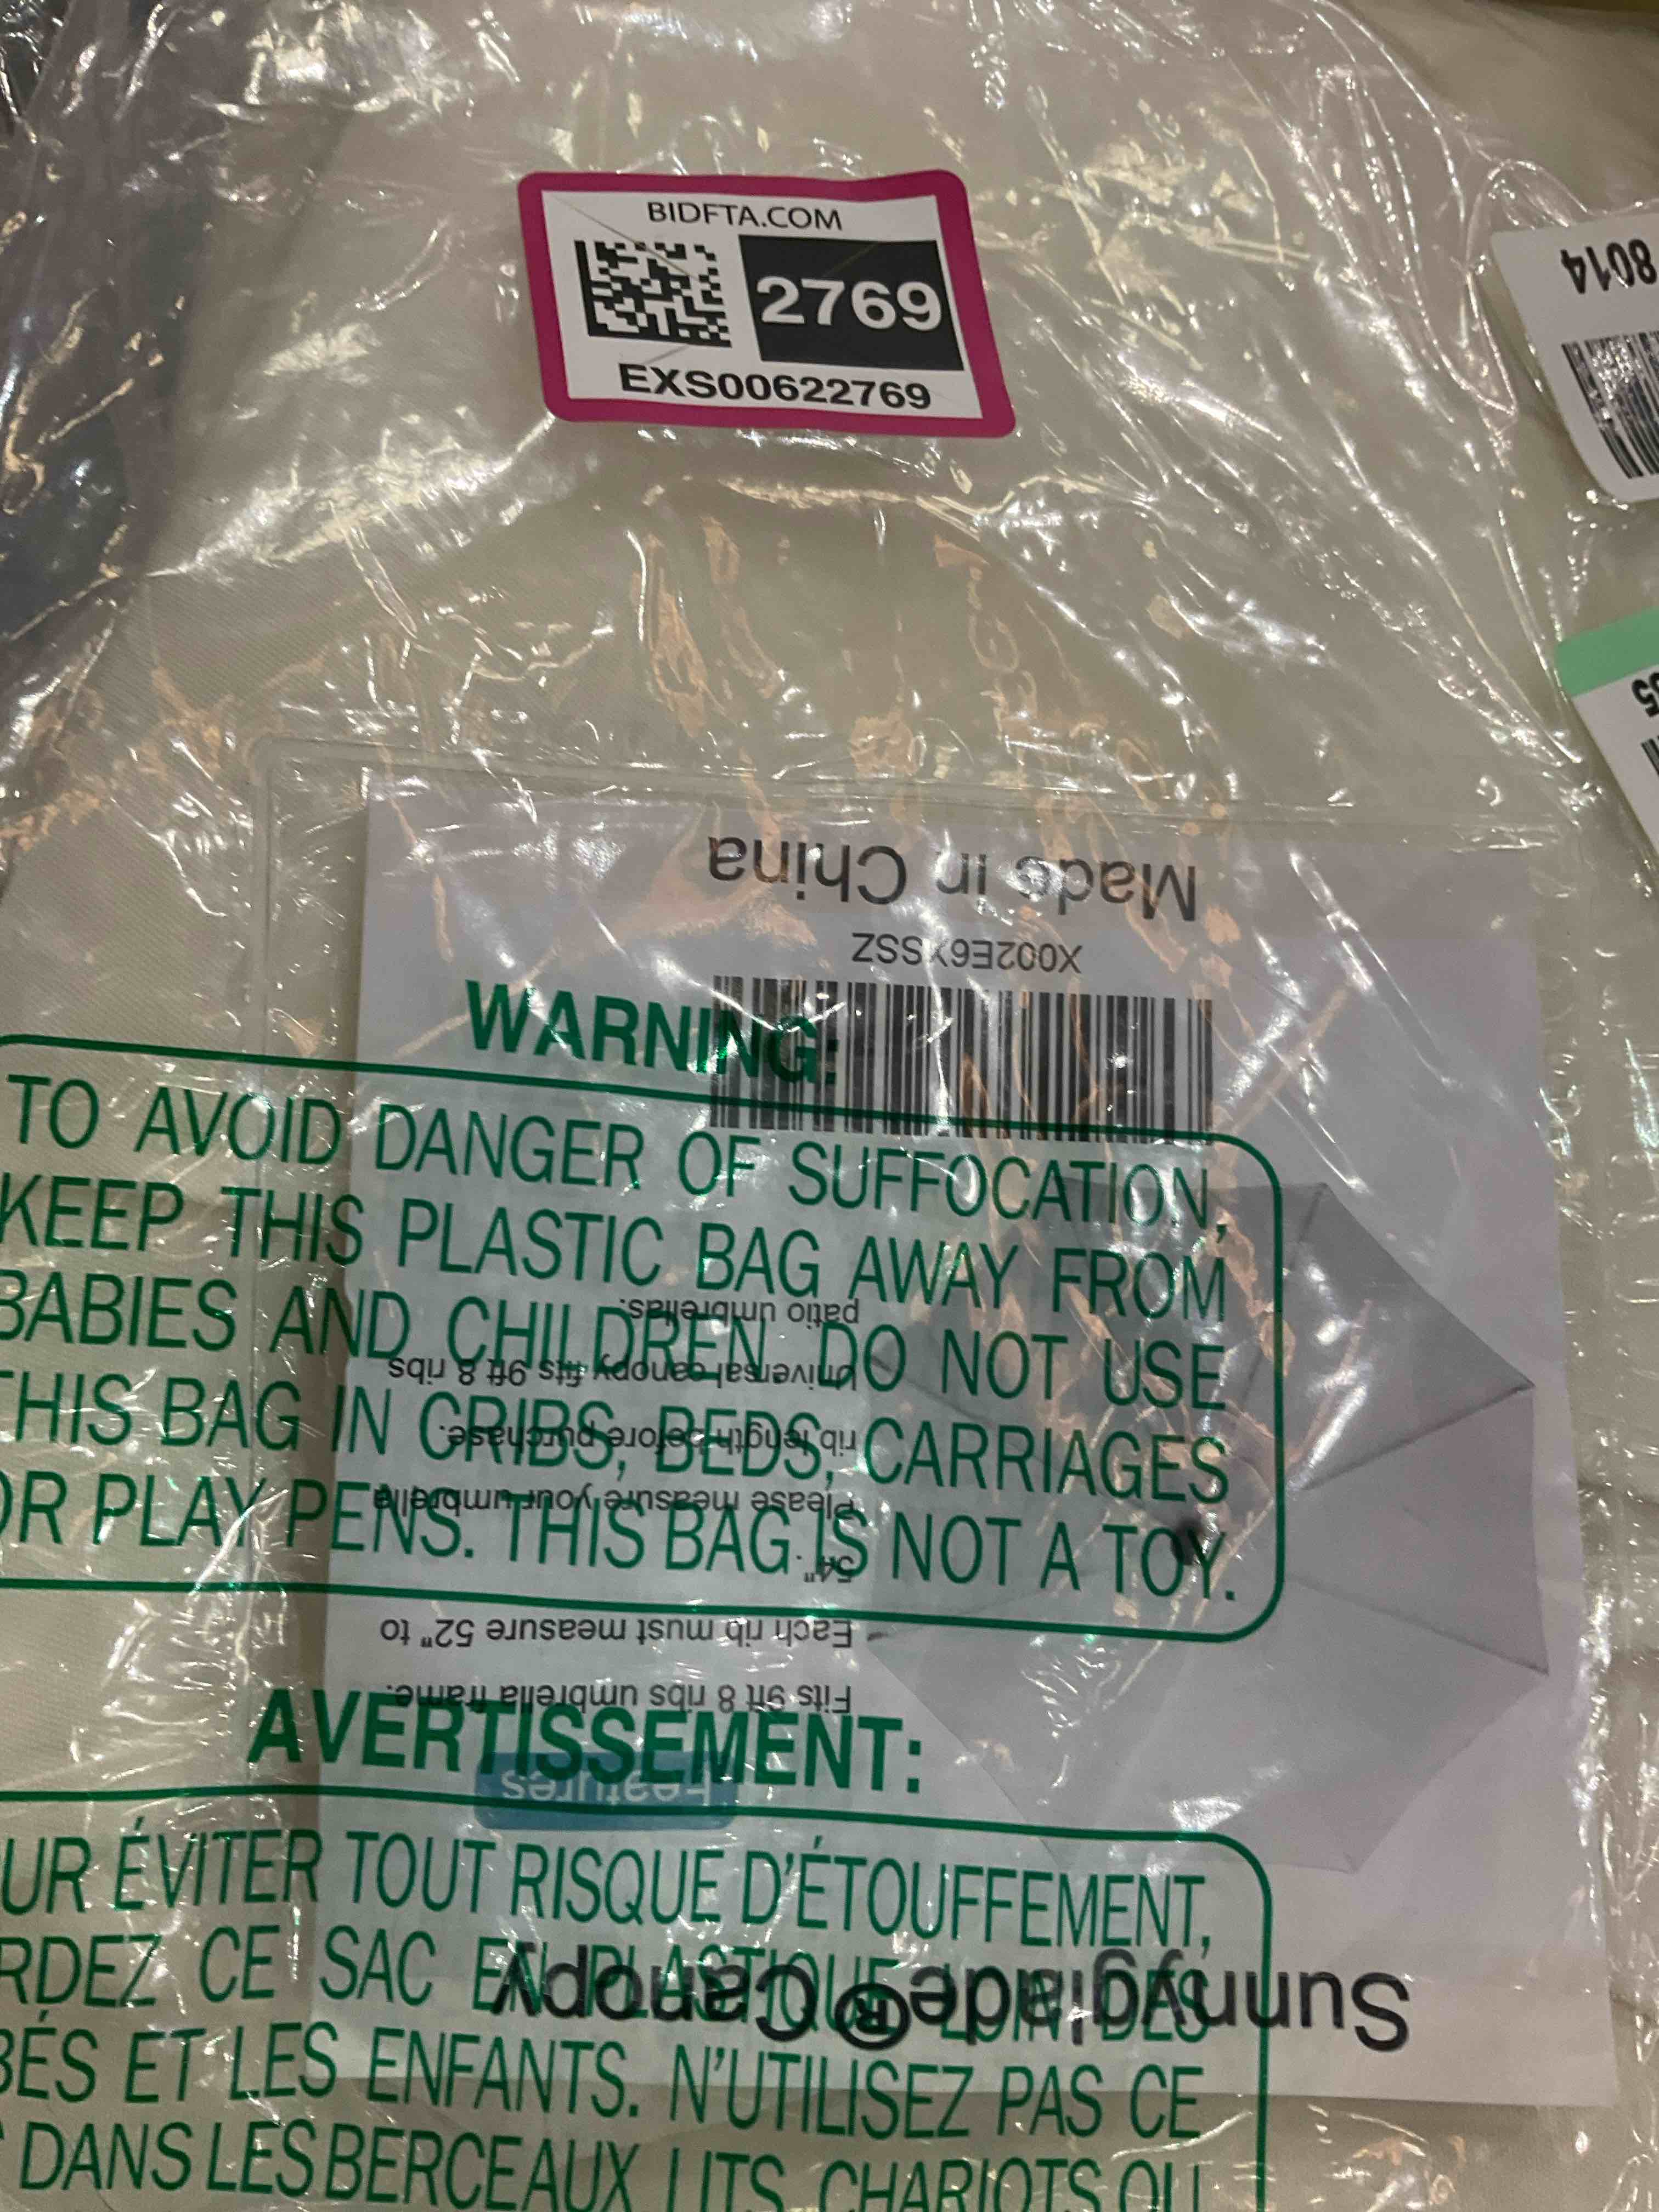 BIDFTA.COM
2769
EXS00622769
8014
WARNING:
TO AVOID DANGER OF SUFFOCATION,
KEEP THIS PLASTIC BAG AWAY FROM
BABIES AND CHILDREN. DO NOT USE
THIS BAG IN CRIBS, BEDS, CARRIAGES
OR PLAY PENS. THIS BAG IS NOT A TOY.
AVERTISSEMENT:
UR ÉVITER TOUT RISQUE D'ÉTOUFFEMENT,
RDEZ CE SAC EN PLASTIQUE LOIN DES
BÉS ET LES ENFANTS. N'UTILISEZ PAS CE
DANS LES BERCEAUX LITS, CHARIOTS OU
Sunnyglade® Canopy
Features
Fits 9ft 8 ribs umbrella frame.
Each rib must measure 52" to
54".
Please measure your umbrella
rib length before purchase.
Universal canopy fits 9ft 8 ribs
patio umbrellas.
X002E6XSSZ
Made in China